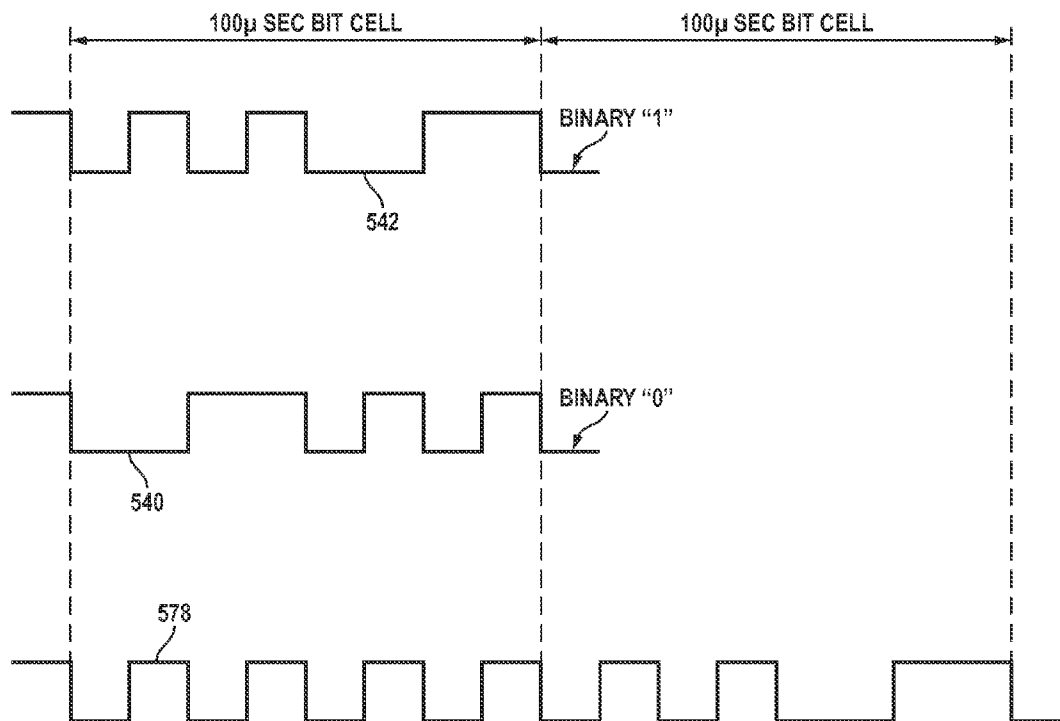 100μ SEC BIT CELL
100μ SEC BIT CELL
BINARY “1”
542
BINARY “0”
540
578